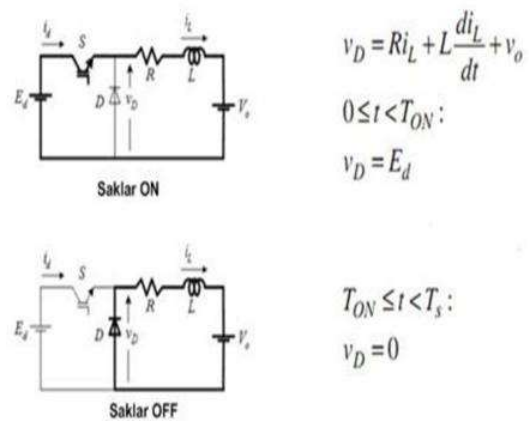 i_d S i_L
R L
E_d D v_D V_o
Saklar ON
v_D = Ri_L + L di_L/dt + v_o
0 ≤ t < T_ON :
v_D = E_d
i_d S i_L
R L
E_d D v_D V_o
Saklar OFF
T_ON ≤ t < T_s :
v_D = 0